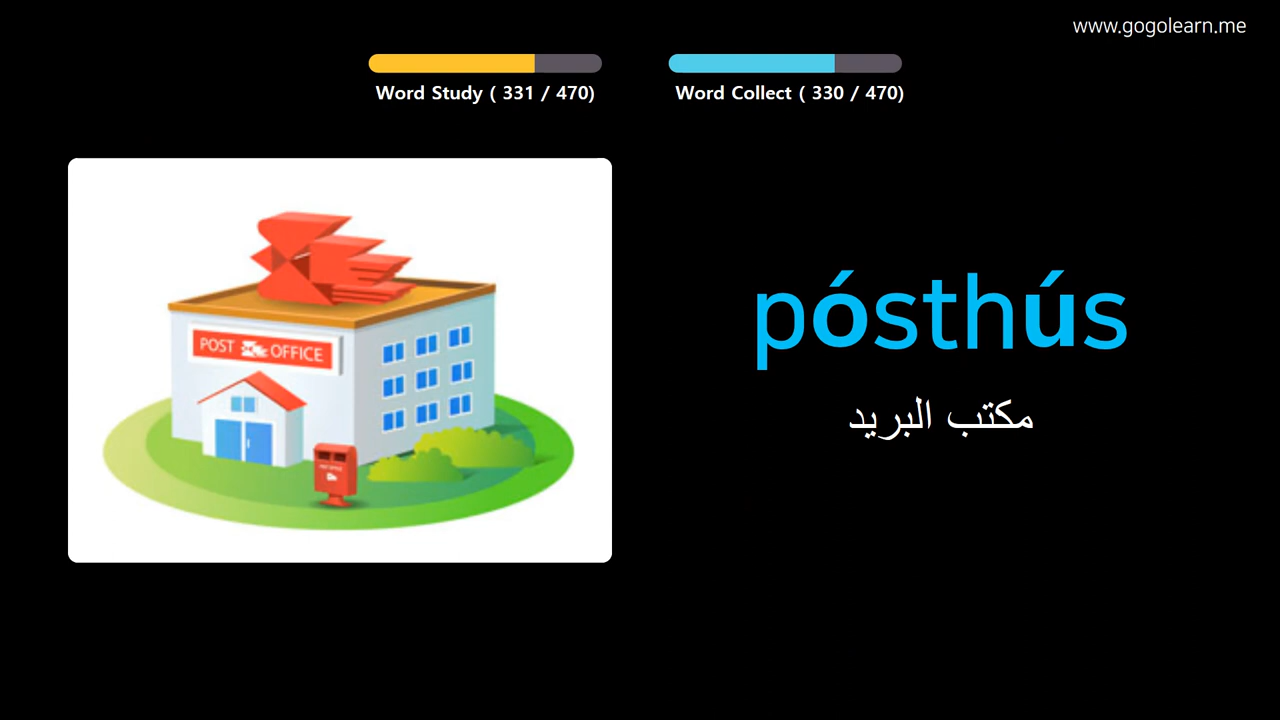 www.gogolearn.me
Word Study ( 331 / 470)
Word Collect ( 330 / 470)
POST OFFICE
pósthús
مكتب البريد